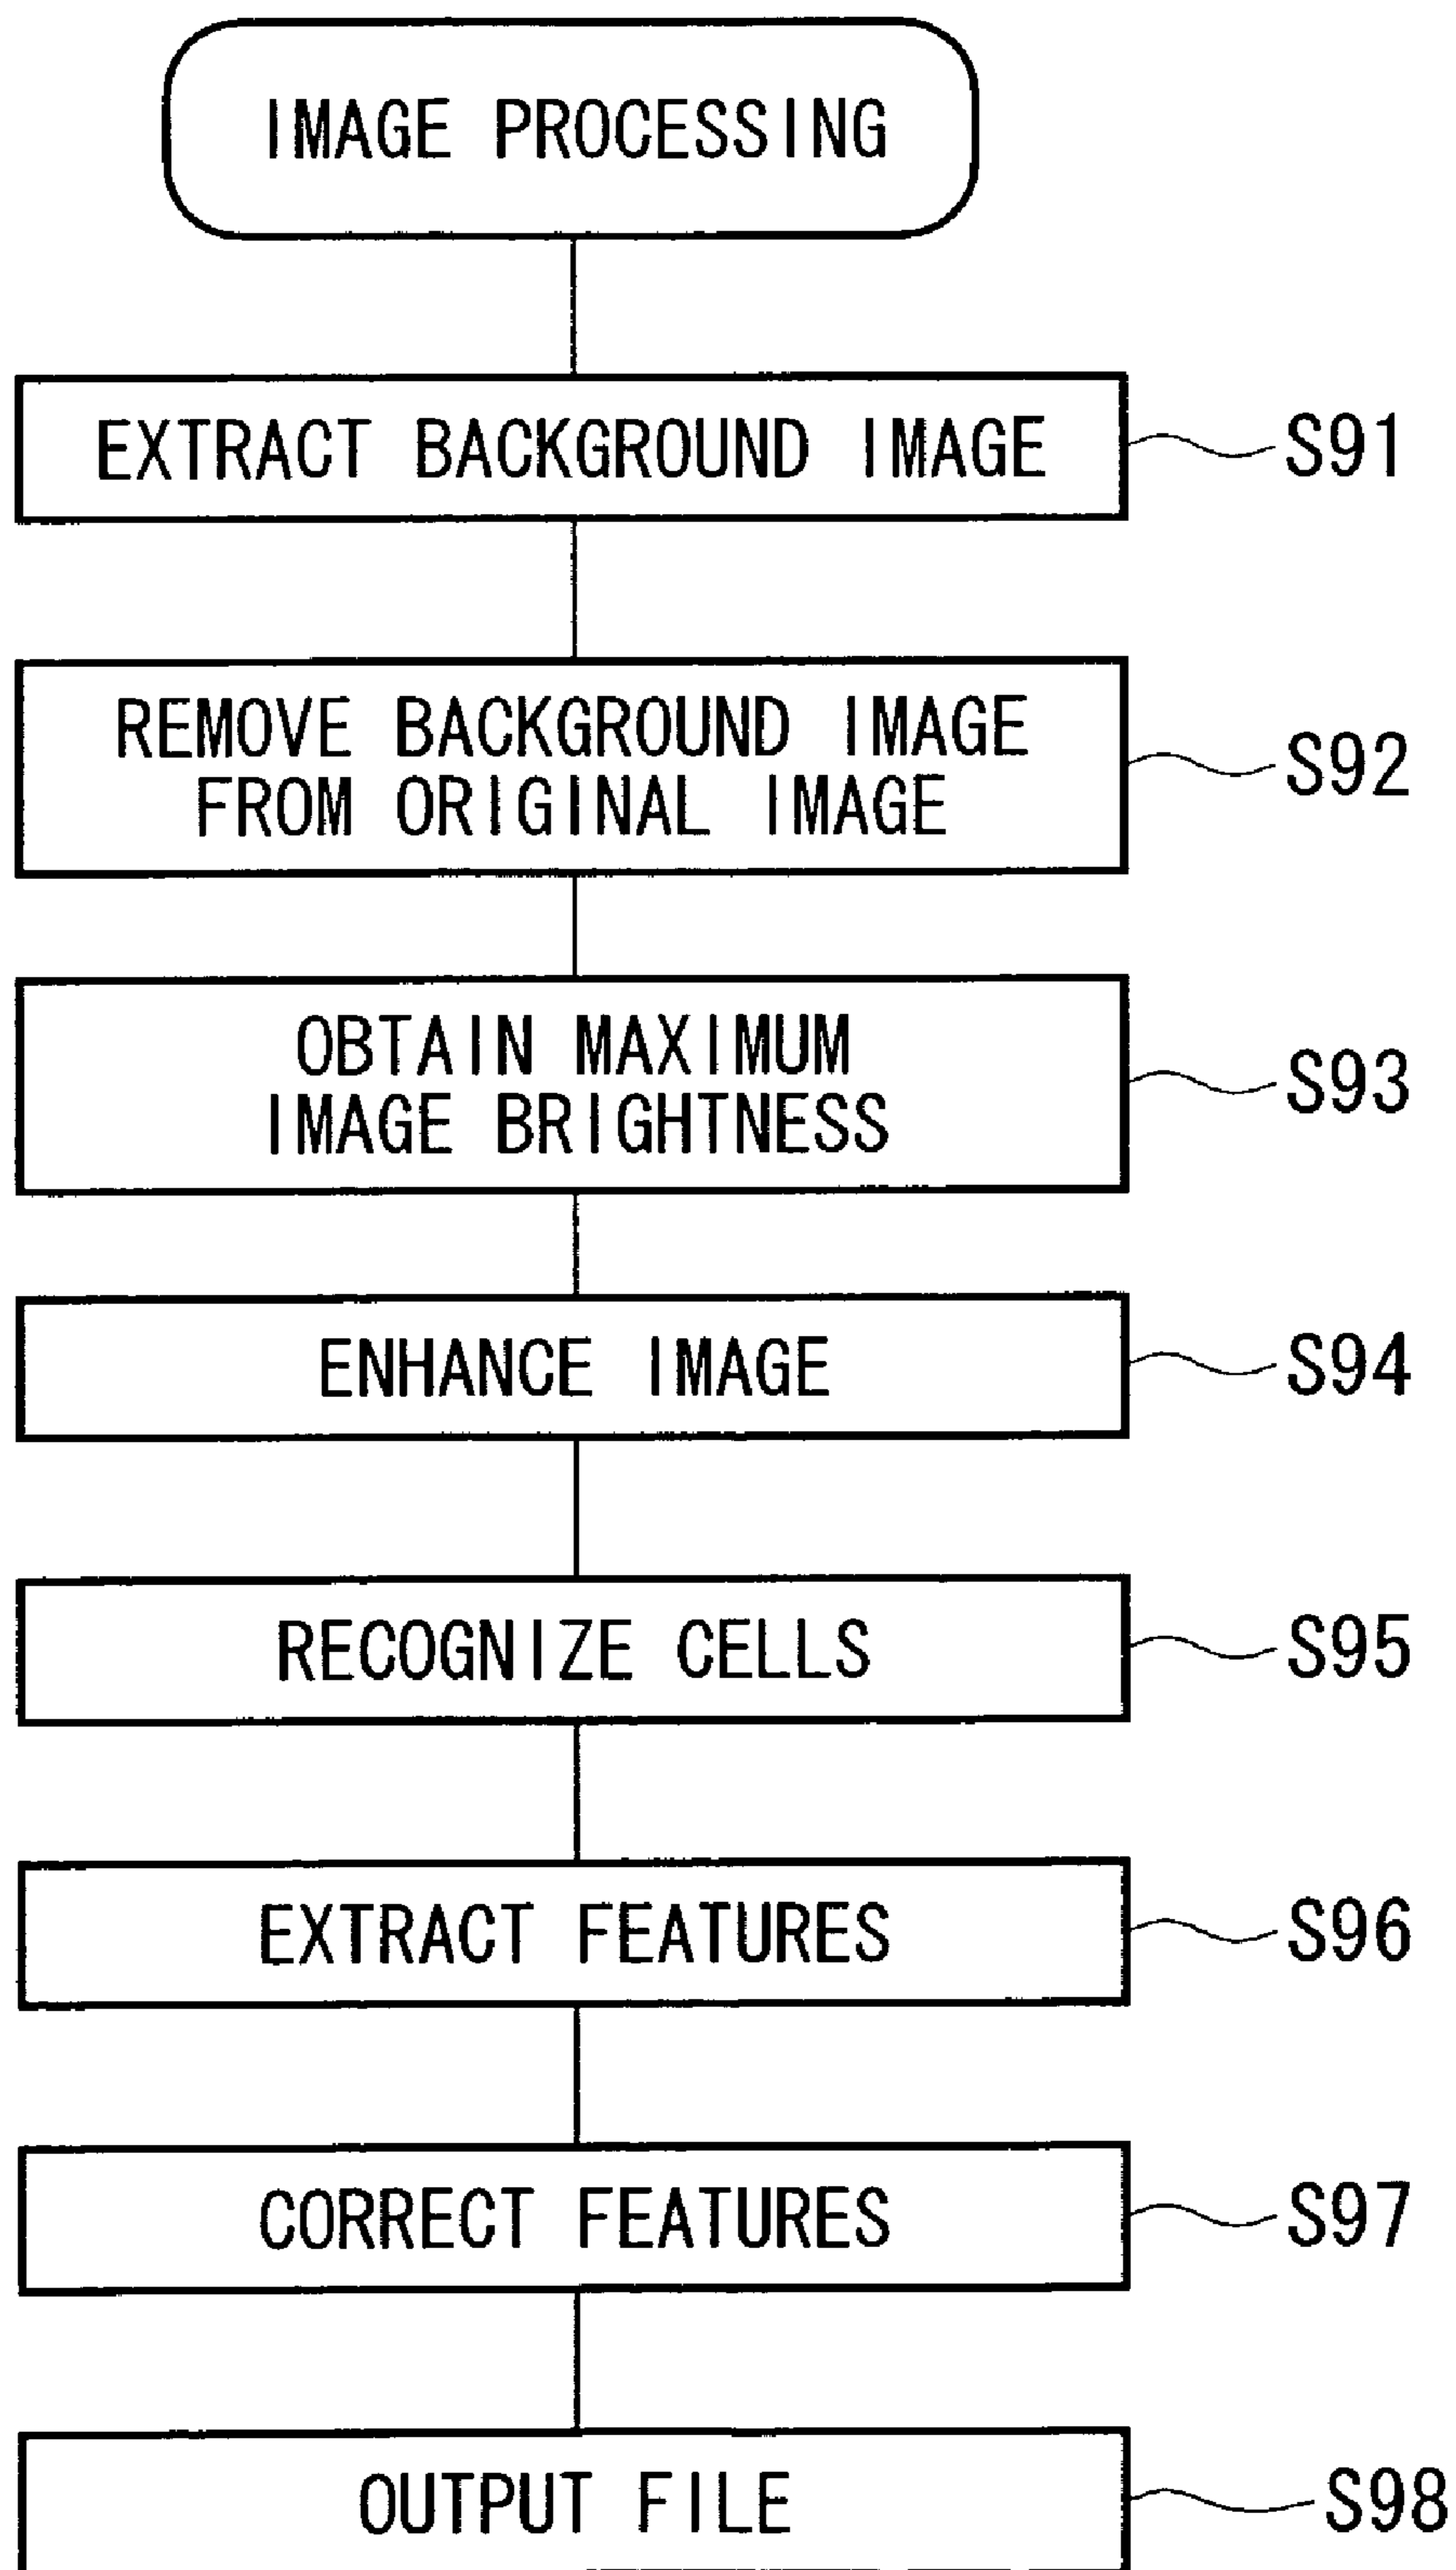 IMAGE PROCESSING
EXTRACT BACKGROUND IMAGE
S91
REMOVE BACKGROUND IMAGE
FROM ORIGINAL IMAGE
S92
OBTAIN MAXIMUM
IMAGE BRIGHTNESS
S93
ENHANCE IMAGE
S94
RECOGNIZE CELLS
S95
EXTRACT FEATURES
S96
CORRECT FEATURES
S97
OUTPUT FILE
S98